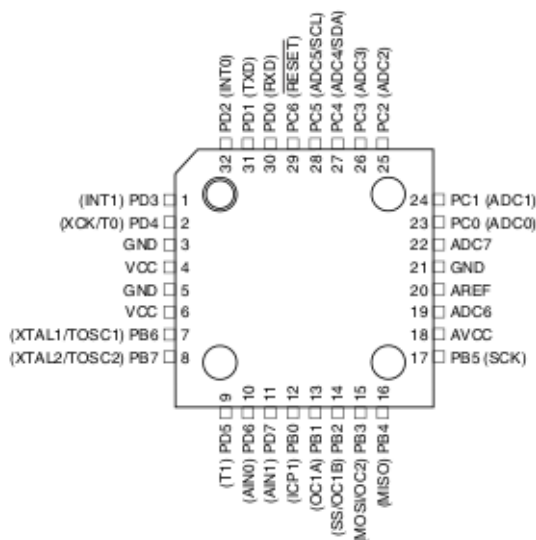 PD2 (INT0)
PD1 (TXD)
PD0 (RXD)
PC6 (RESET)
PC5 (ADC5/SCL)
PC4 (ADC4/SDA)
PC3 (ADC3)
PC2 (ADC2)
32
31
30
29
28
27
26
25
(INT1) PD3 1
(XCK/T0) PD4 2
GND 3
VCC 4
GND 5
VCC 6
(XTAL1/TOSC1) PB6 7
(XTAL2/TOSC2) PB7 8
24 PC1 (ADC1)
23 PC0 (ADC0)
22 ADC7
21 GND
20 AREF
19 ADC6
18 AVCC
17 PB5 (SCK)
9
10
11
12
13
14
15
16
(T1) PD5
(AIN0) PD6
(AIN1) PD7
(ICP1) PB0
(OC1A) PB1
(SS/OC1B) PB2
MOSI/OC2) PB3
(MISO) PB4